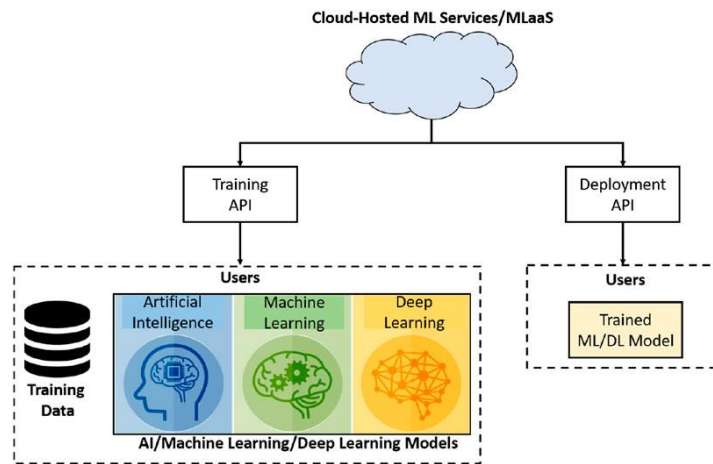 Cloud-Hosted ML Services/MLaaS
Training
API
Deployment
API
Users
Artificial
Intelligence
Machine
Learning
Deep
Learning
Training
Data
AI/Machine Learning/Deep Learning Models
Users
Trained
ML/DL Model